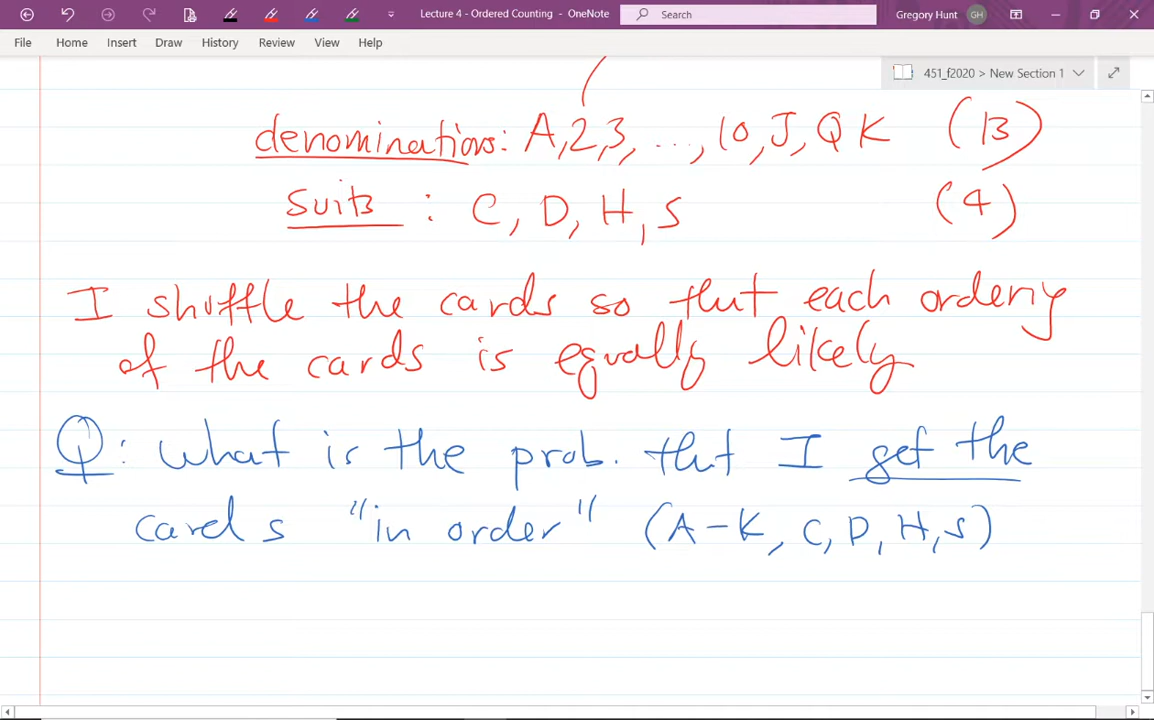 Lecture 4 - Ordered Counting - OneNote
Search
Gregory Hunt
GH
File Home Insert Draw History Review View Help
451_f2020 > New Section 1
denominations: A,2,3, ..., 10, J, Q K (13)
suits : C, D, H, S (4)
I shuffle the cards so that each ordering
of the cards is equally likely
Q: What is the prob. that I get the
cards "in order" (A-K, C, D, H, S)